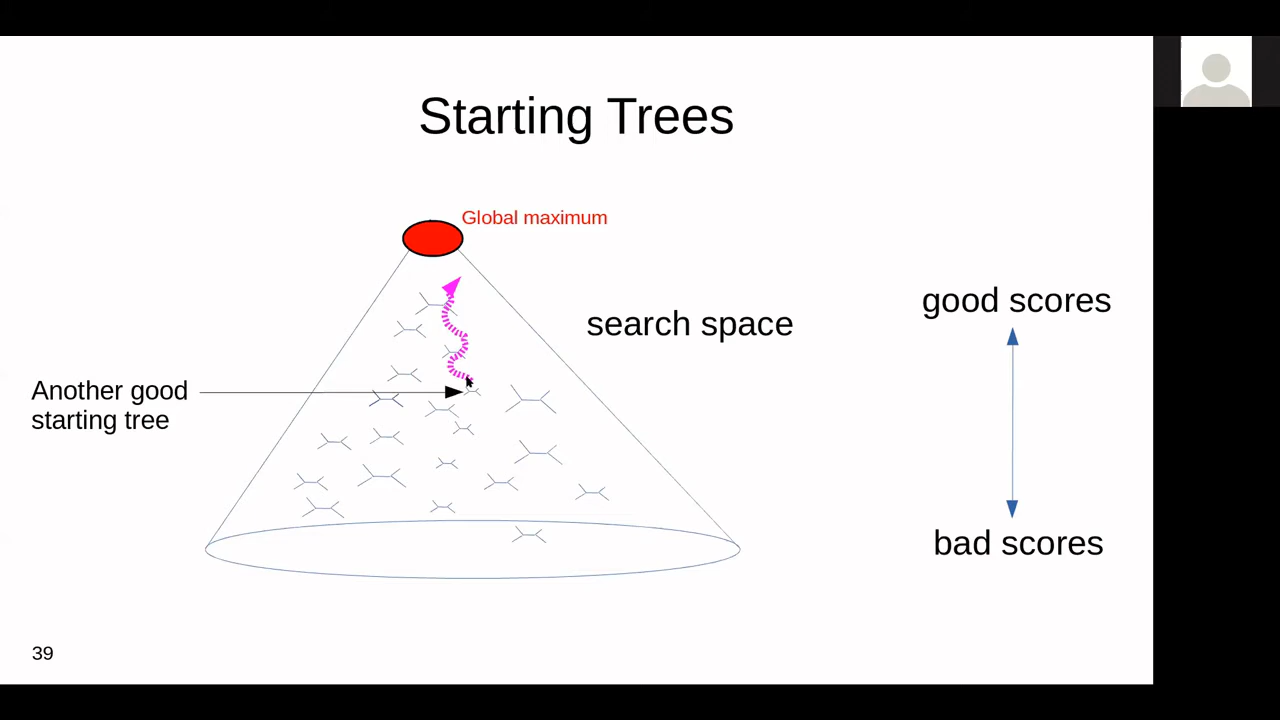 Starting Trees
Global maximum
search space
good scores
Another good
starting tree
bad scores
39